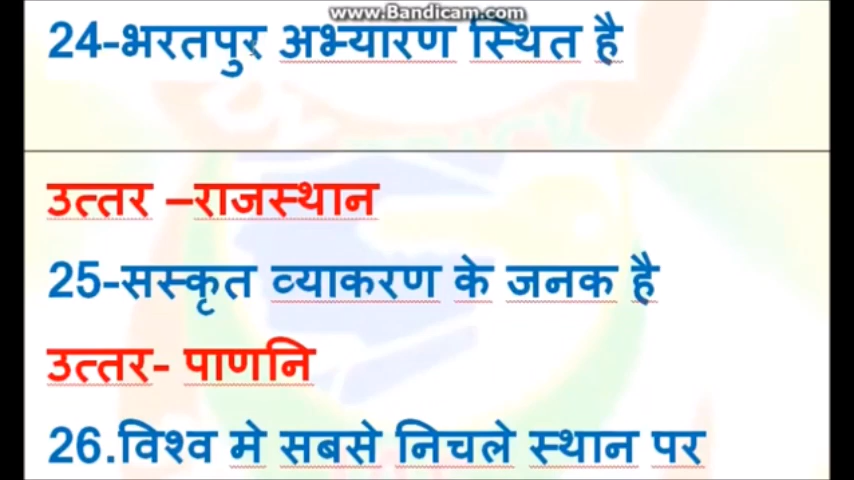 www.Bandicam.com
24-भरतपुर अभ्यारण स्थित है
उत्तर –राजस्थान
25-सस्कृत व्याकरण के जनक है
उत्तर- पाणनि
26.विश्व मे सबसे निचले स्थान पर